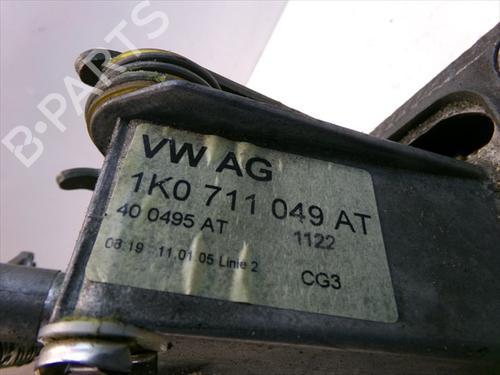 B-PARTS
VW AG
1K0 711 049 AT
40 0495 AT 1122
08:19 - 11.01.05 Linie 2
CG3